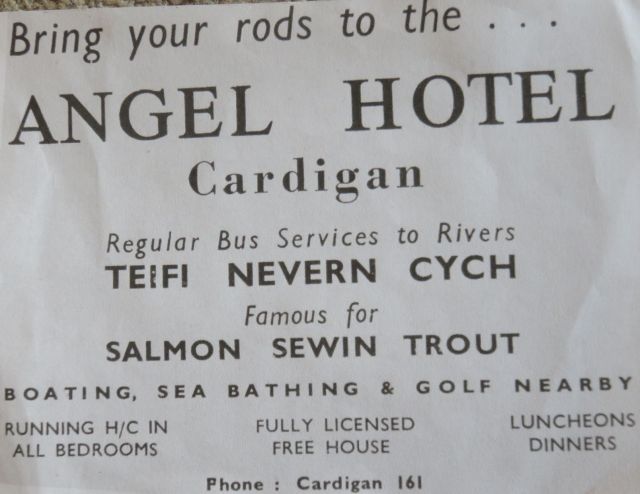 Bring your rods to the . . .
ANGEL HOTEL
Cardigan
Regular Bus Services to Rivers
TEIFI NEVERN CYCH
Famous for
SALMON SEWIN TROUT
BOATING, SEA BATHING & GOLF NEARBY
RUNNING H/C IN ALL BEDROOMS
FULLY LICENSED FREE HOUSE
LUNCHEONS DINNERS
Phone : Cardigan 161